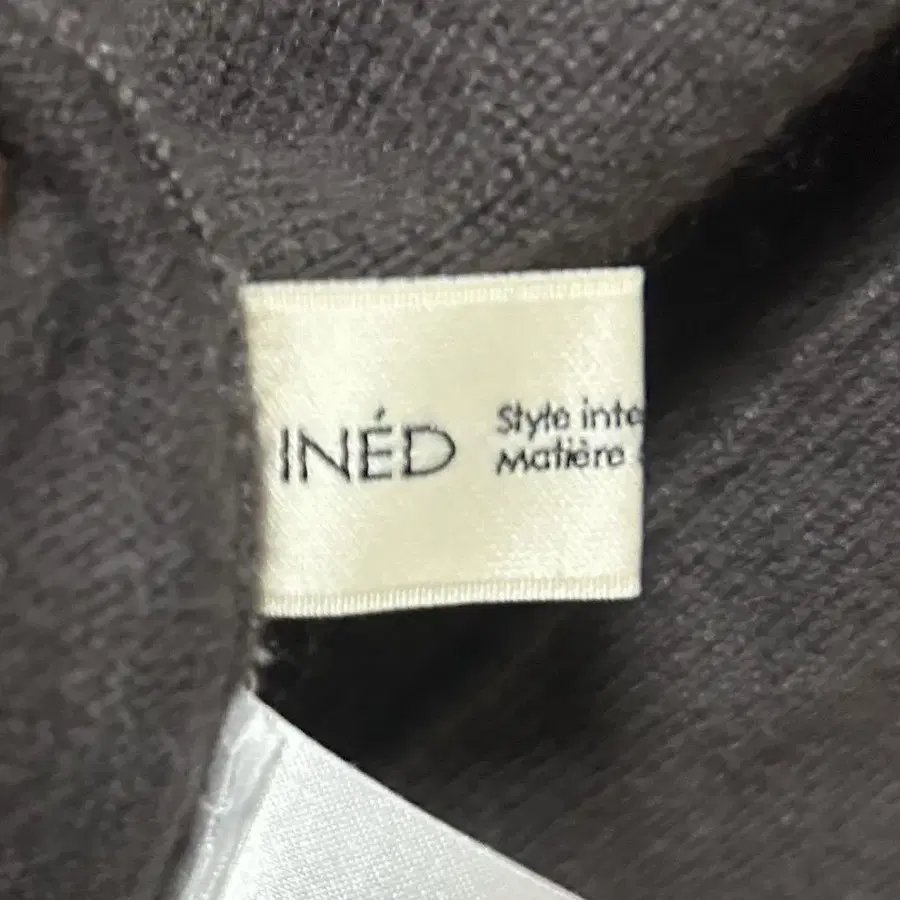 INÉD
Style inte
Matière